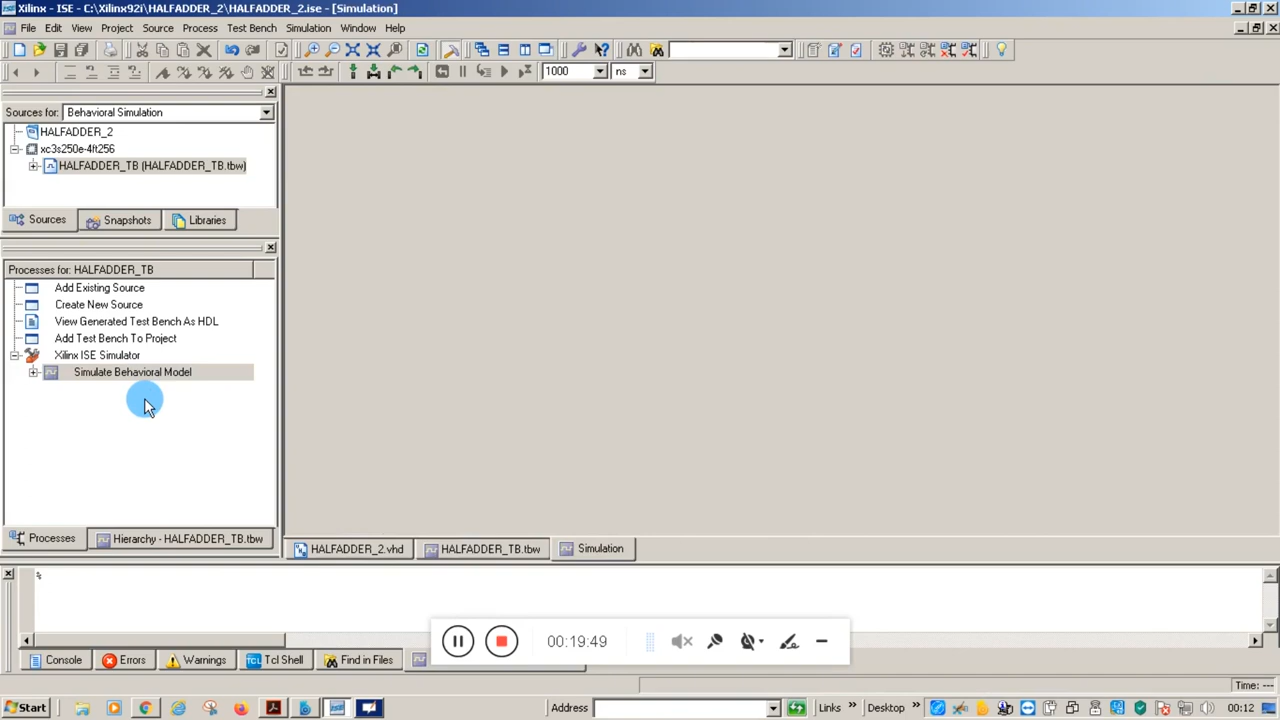 Xilinx - ISE - C:\Xilinx92i\HALFADDER_2\HALFADDER_2.ise - [Simulation]
File Edit View Project Source Process Test Bench Simulation Window Help
1000 ns
Sources for: Behavioral Simulation
HALFADDER_2
xc3s250e-4ft256
HALFADDER_TB (HALFADDER_TB.tbw)
Sources Snapshots Libraries
Processes for: HALFADDER_TB
Add Existing Source
Create New Source
View Generated Test Bench As HDL
Add Test Bench To Project
Xilinx ISE Simulator
Simulate Behavioral Model
Processes Hierarchy - HALFADDER_TB.tbw HALFADDER_2.vhd HALFADDER_TB.tbw Simulation
%
00:19:49
Console Errors Warnings TCL Tcl Shell Find in Files
Time: ---
Start Address Links » Desktop » 00:12